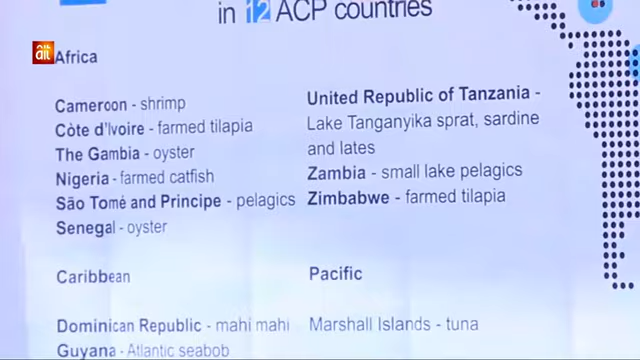 in 12 ACP countries
ait
Africa
Cameroon - shrimp
Côte d'Ivoire - farmed tilapia
The Gambia - oyster
Nigeria - farmed catfish
São Tomé and Principe - pelagics
Senegal - oyster
United Republic of Tanzania -
Lake Tanganyika sprat, sardine
and lates
Zambia - small lake pelagics
Zimbabwe - farmed tilapia
Caribbean
Dominican Republic - mahi mahi
Guyana - Atlantic seabob
Pacific
Marshall Islands - tuna